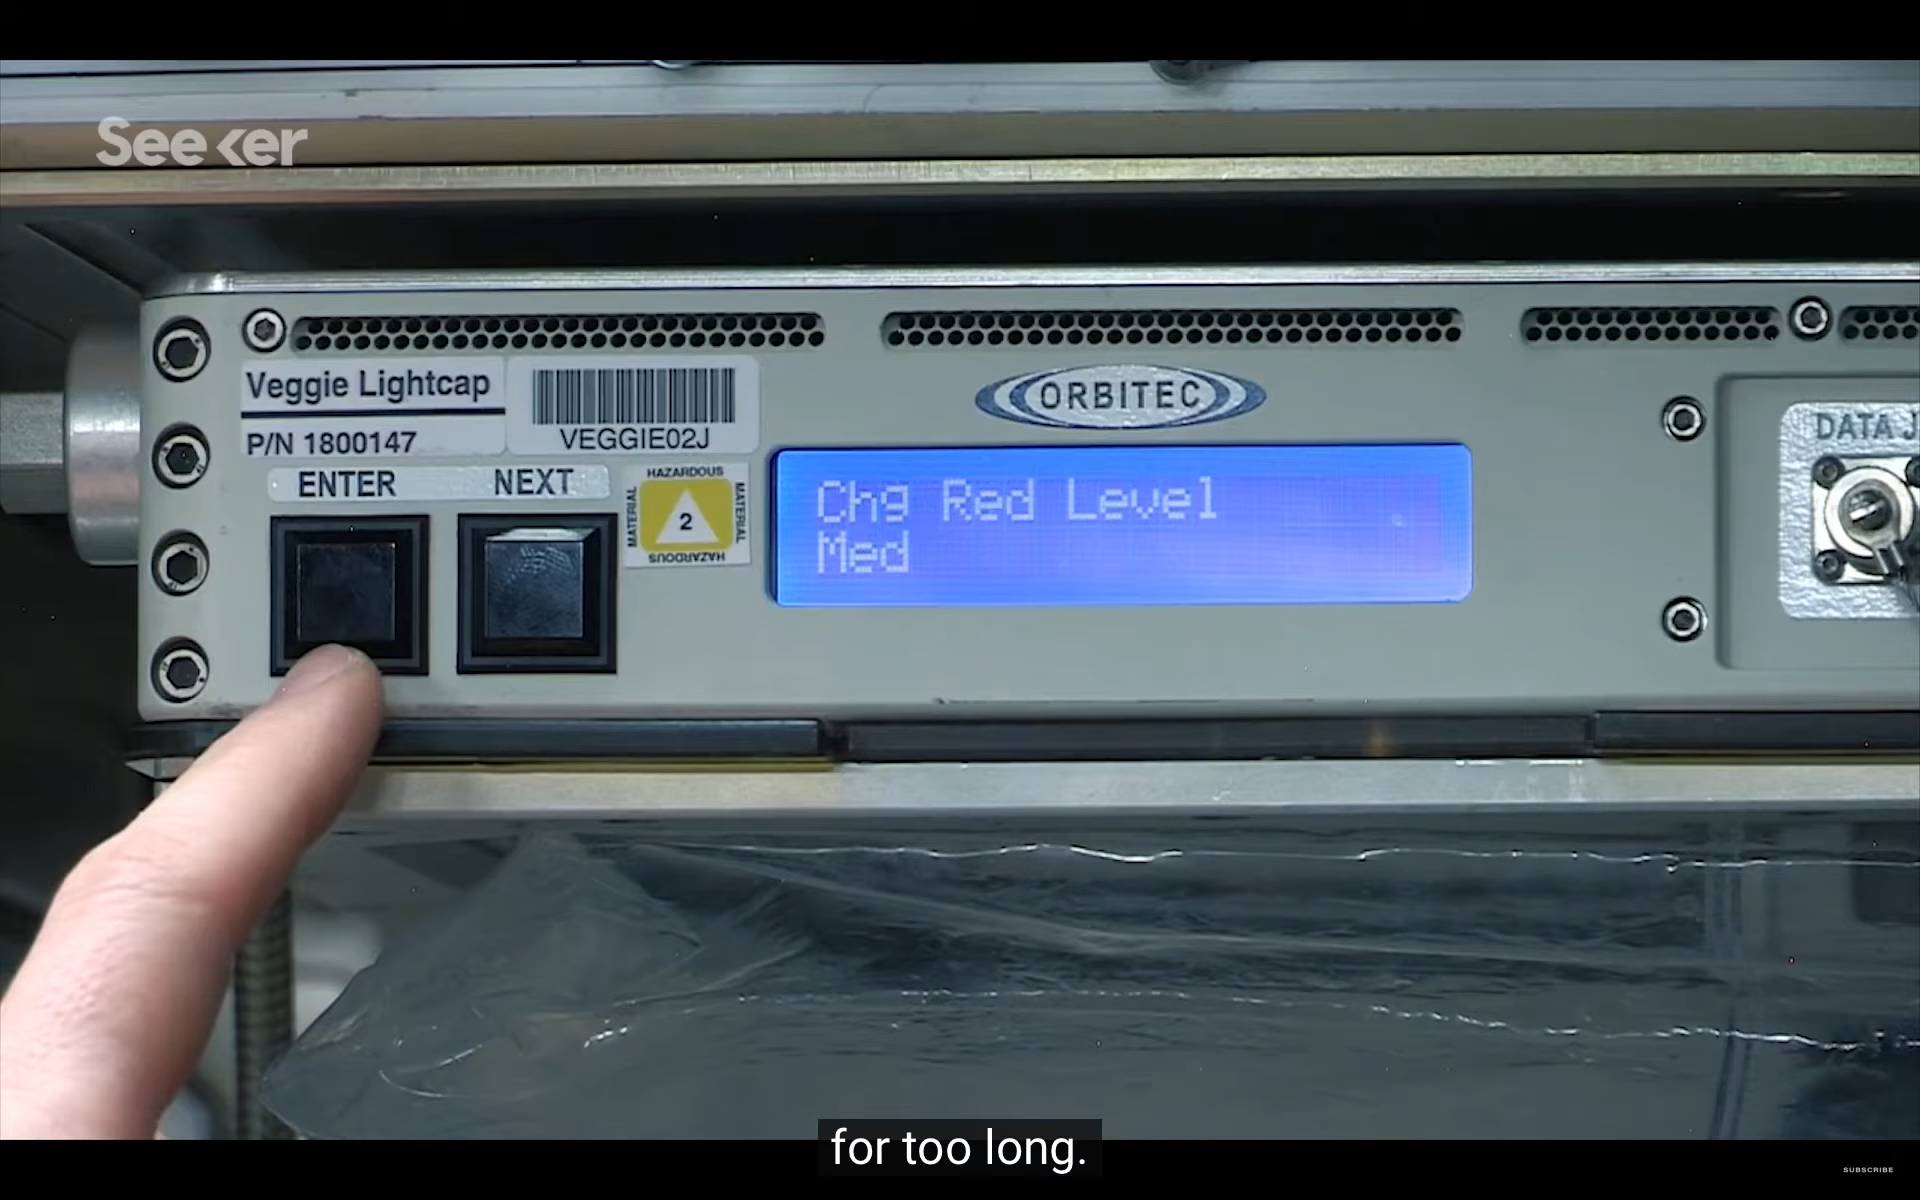 Seeker
Veggie Lightcap
P/N 1800147
VEGGIE02J
ORBITEC
ENTER
NEXT
HAZARDOUS
MATERIAL
2
MATERIAL
HAZARDOUS
Chg Red Level
Med
DATA J
for too long.
SUBSCRIBE